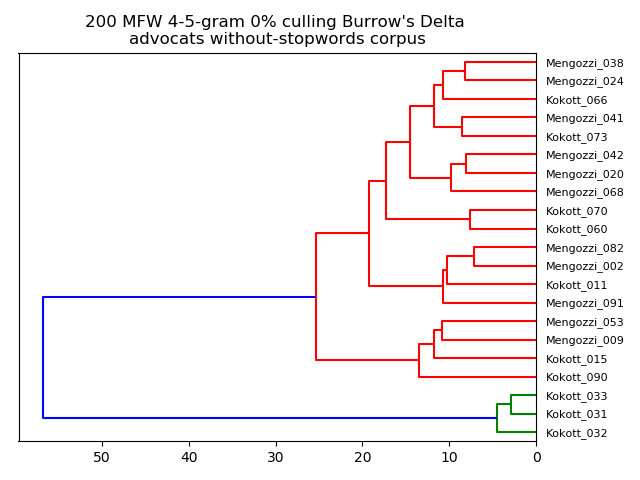 200 MFW 4-5-gram 0% culling Burrow's Delta
advocats without-stopwords corpus
Mengozzi_038
Mengozzi_024
Kokott_066
Mengozzi_041
Kokott_073
Mengozzi_042
Mengozzi_020
Mengozzi_068
Kokott_070
Kokott_060
Mengozzi_082
Mengozzi_002
Kokott_011
Mengozzi_091
Mengozzi_053
Mengozzi_009
Kokott_015
Kokott_090
Kokott_033
Kokott_031
Kokott_032
50 40 30 20 10 0